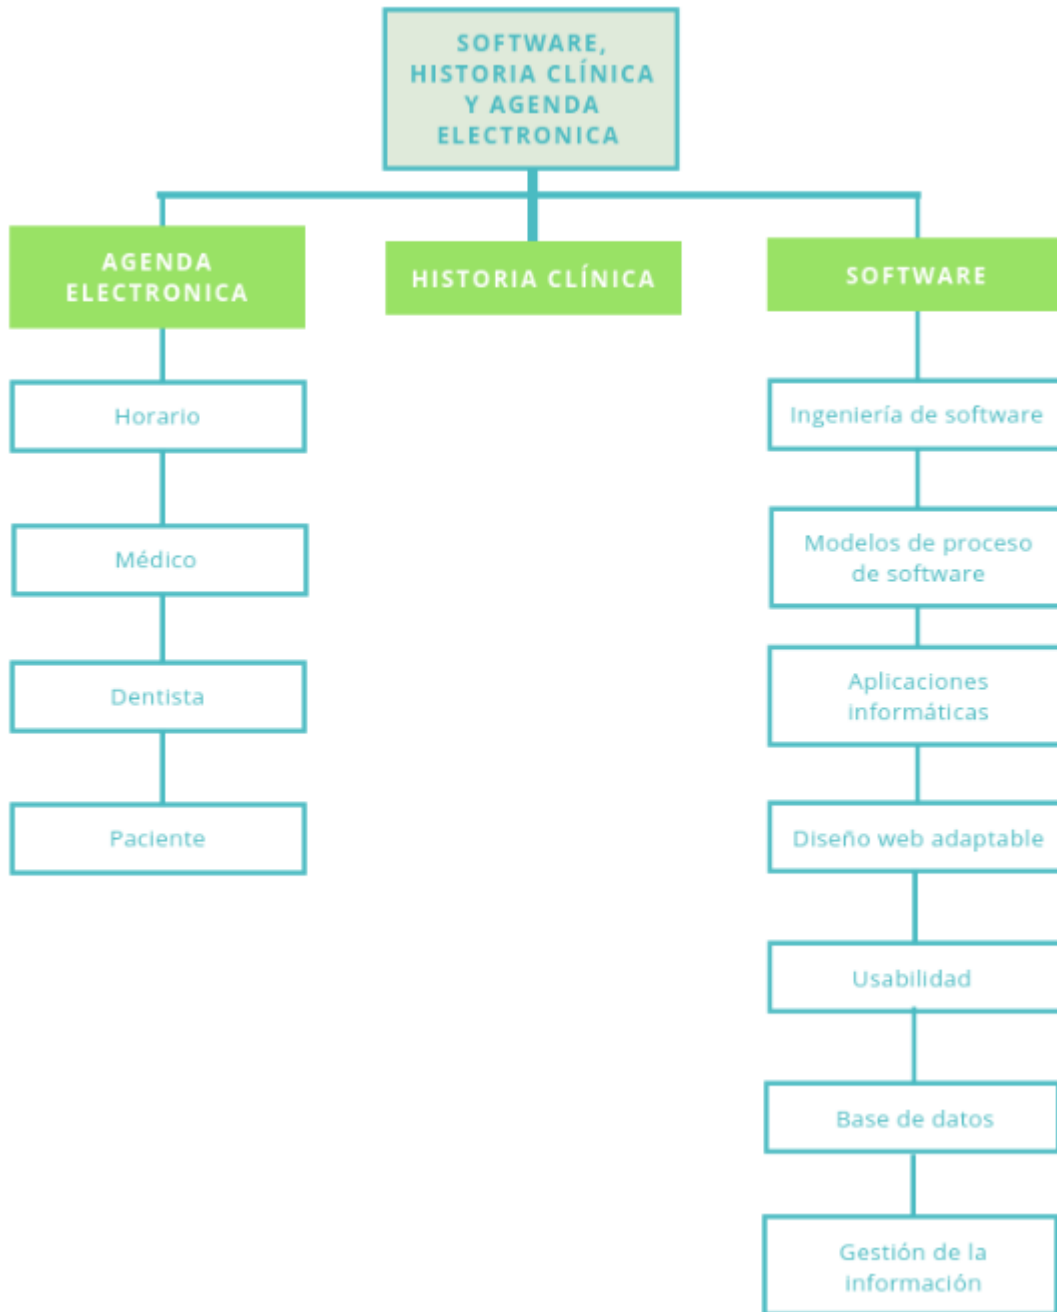 SOFTWARE,
HISTORIA CLÍNICA
Y AGENDA
ELECTRONICA
AGENDA
ELECTRONICA
Horario
Médico
Dentista
Paciente
HISTORIA CLÍNICA
SOFTWARE
Ingeniería de software
Modelos de proceso
de software
Aplicaciones
informáticas
Diseño web adaptable
Usabilidad
Base de datos
Gestión de la
información